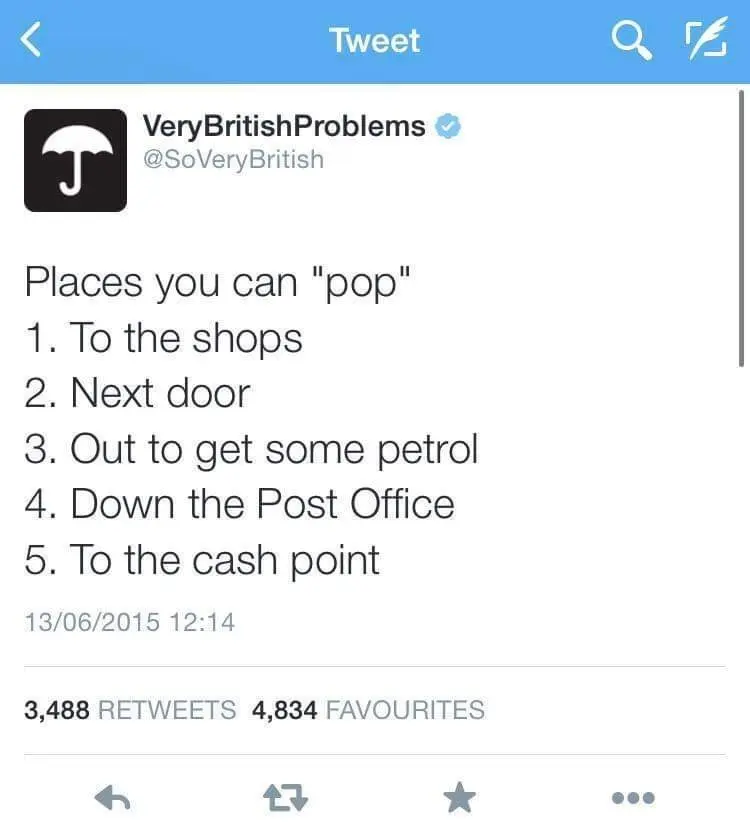 Tweet
VeryBritishProblems
@SoVeryBritish
Places you can "pop"
1. To the shops
2. Next door
3. Out to get some petrol
4. Down the Post Office
5. To the cash point
13/06/2015 12:14
3,488 RETWEETS 4,834 FAVOURITES